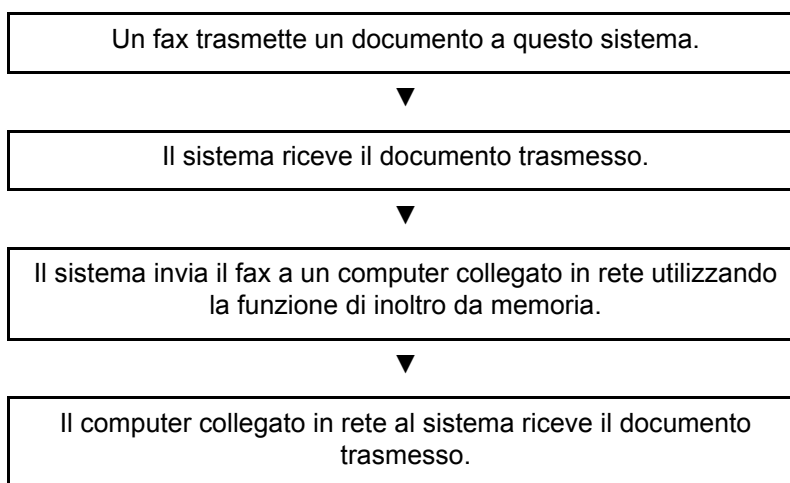 Un fax trasmette un documento a questo sistema.
▼
Il sistema riceve il documento trasmesso.
▼
Il sistema invia il fax a un computer collegato in rete utilizzando
la funzione di inoltro da memoria.
▼
Il computer collegato in rete al sistema riceve il documento
trasmesso.